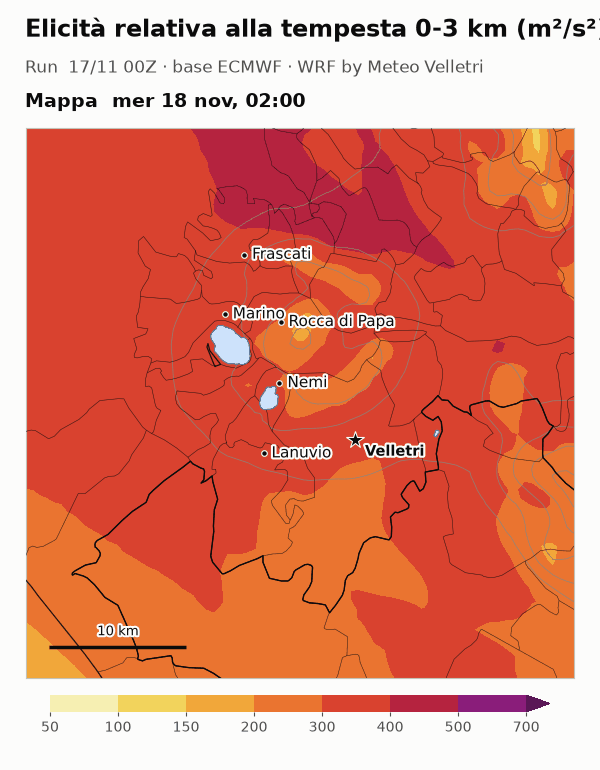 Elicità relativa alla tempesta 0-3 km (m²/s²)
Run 17/11 00Z · base ECMWF · WRF by Meteo Velletri
Mappa mer 18 nov, 02:00
Frascati
Marino
Rocca di Papa
Nemi
Velletri
Lanuvio
10 km
50 100 150 200 300 400 500 700